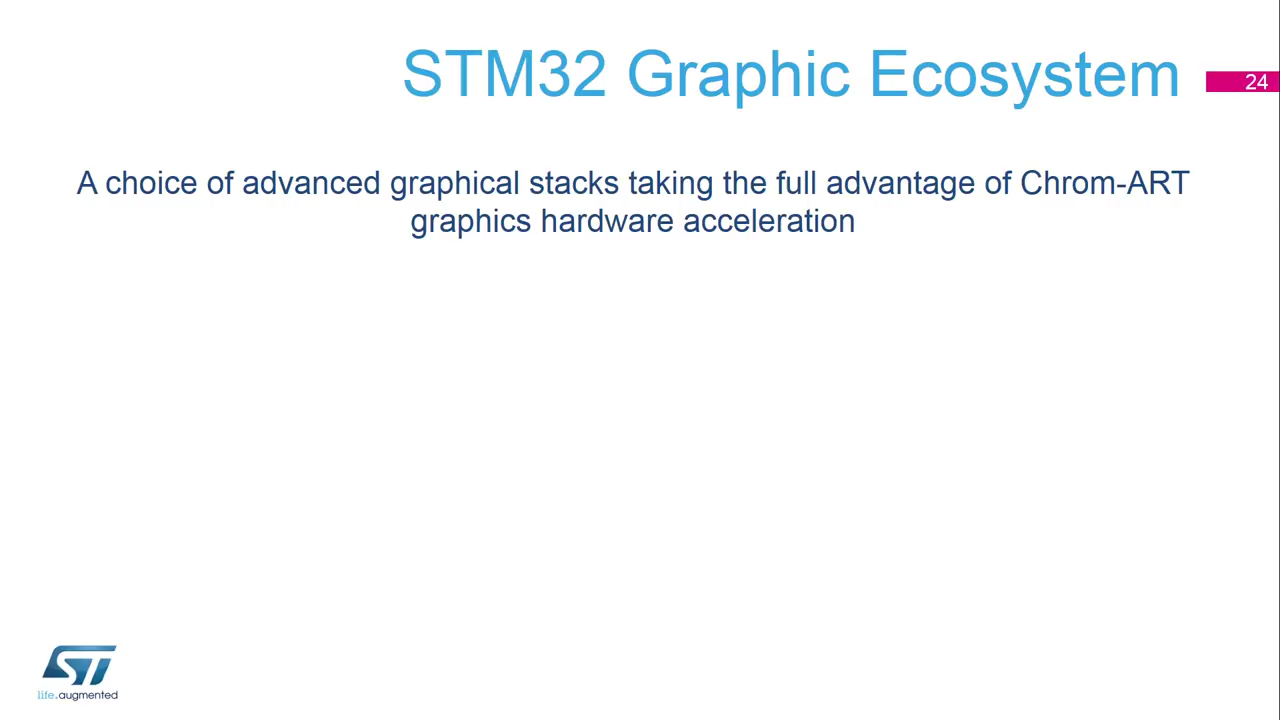 STM32 Graphic Ecosystem
24
A choice of advanced graphical stacks taking the full advantage of Chrom-ART
graphics hardware acceleration
ST
life.augmented